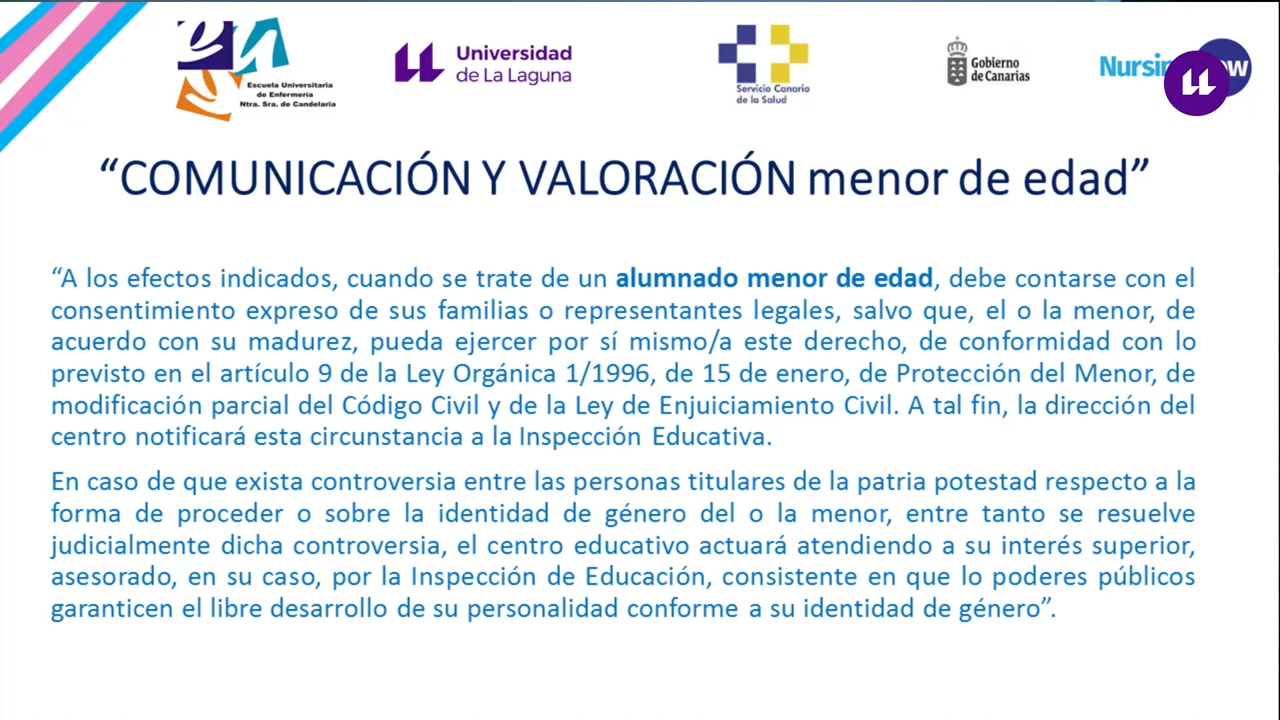 en
Escuela Universitaria
de Enfermería
Ntra. Sra. de Candelaria
Universidad
de La Laguna
Servicio Canario
de la Salud
Gobierno
de Canarias
“COMUNICACIÓN Y VALORACIÓN menor de edad”
“A los efectos indicados, cuando se trate de un alumnado menor de edad, debe contarse con el
consentimiento expreso de sus familias o representantes legales, salvo que, el o la menor, de
acuerdo con su madurez, pueda ejercer por sí mismo/a este derecho, de conformidad con lo
previsto en el artículo 9 de la Ley Orgánica 1/1996, de 15 de enero, de Protección del Menor, de
modificación parcial del Código Civil y de la Ley de Enjuiciamiento Civil. A tal fin, la dirección del
centro notificará esta circunstancia a la Inspección Educativa.
En caso de que exista controversia entre las personas titulares de la patria potestad respecto a la
forma de proceder o sobre la identidad de género del o la menor, entre tanto se resuelve
judicialmente dicha controversia, el centro educativo actuará atendiendo a su interés superior,
asesorado, en su caso, por la Inspección de Educación, consistente en que lo poderes públicos
garanticen el libre desarrollo de su personalidad conforme a su identidad de género”.